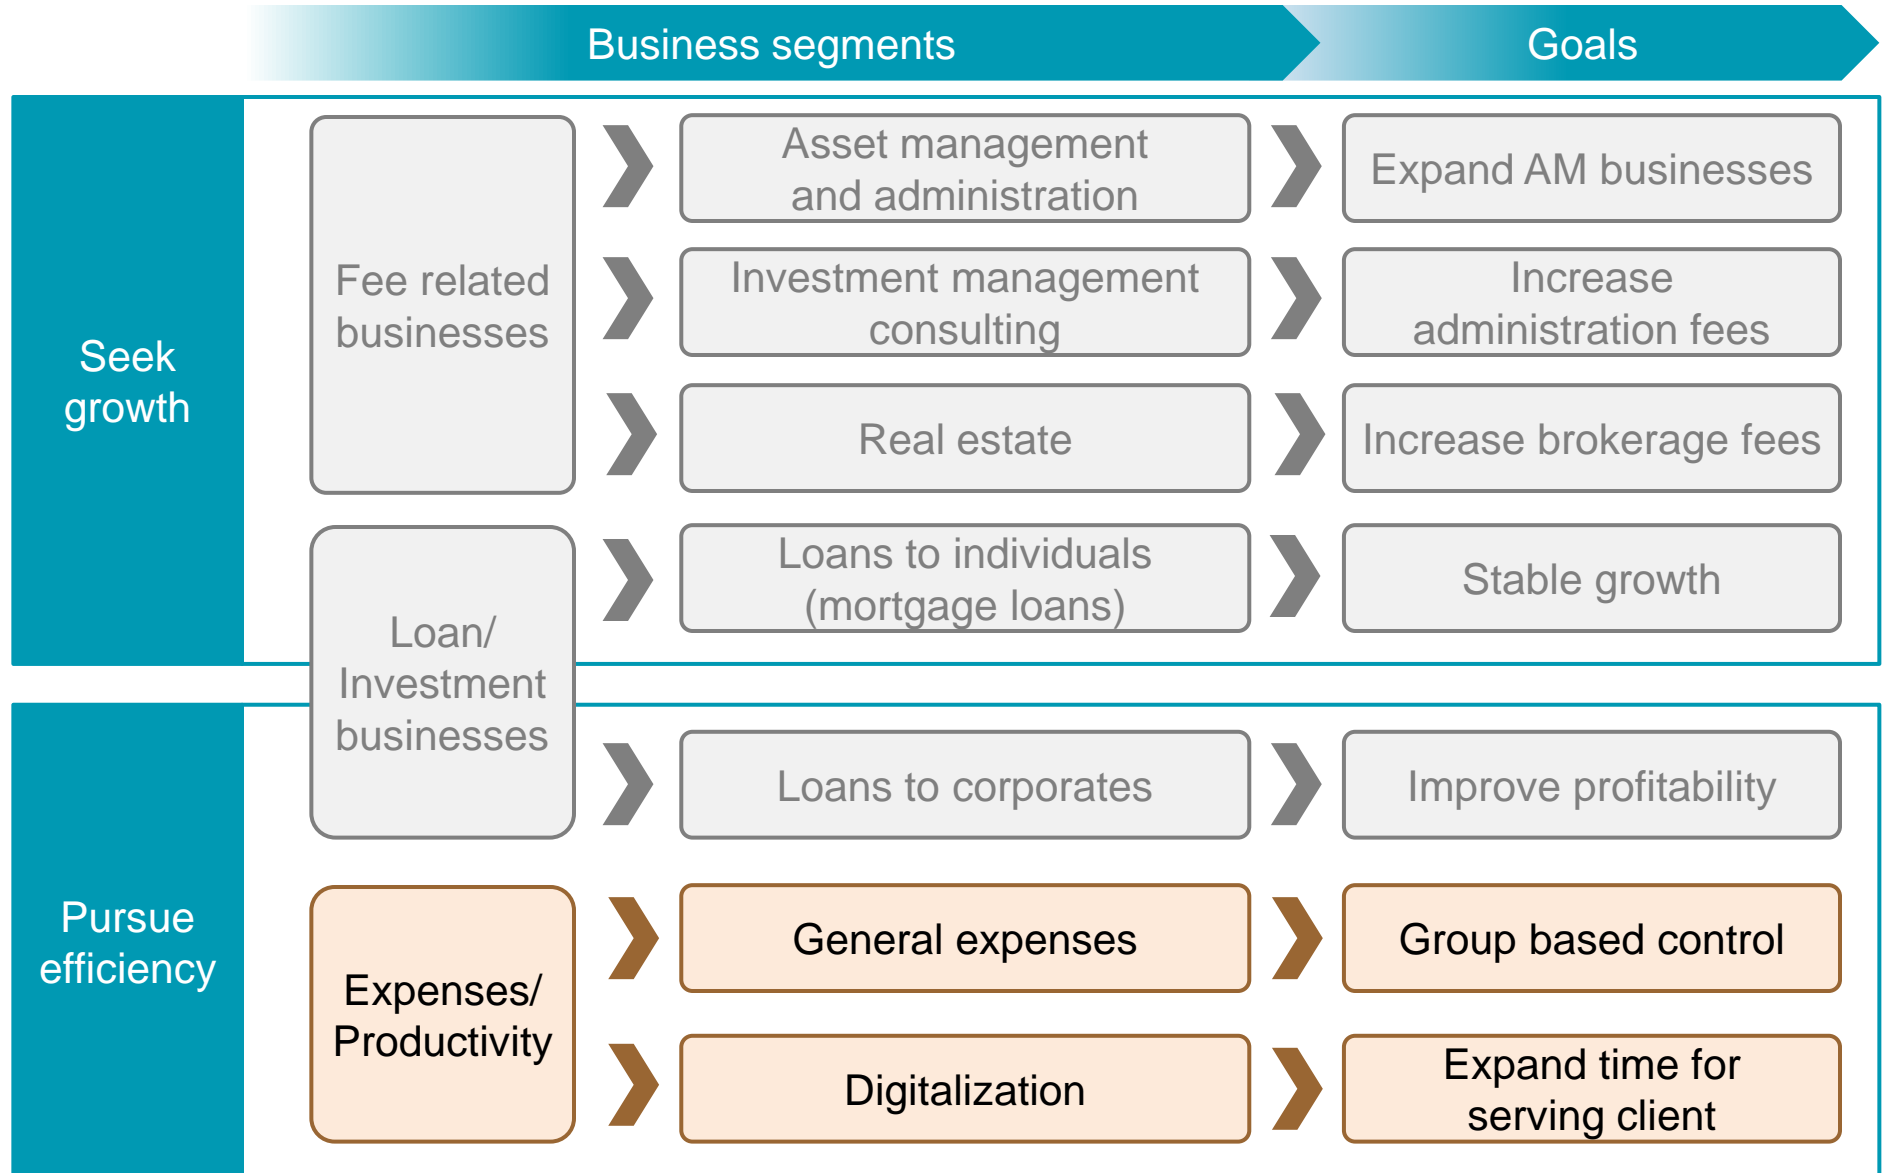 Business segments
Goals
Seek
growth
Fee related
businesses
Asset management
and administration
Expand AM businesses
Investment management
consulting
Increase
administration fees
Real estate
Increase brokerage fees
Loan/
Investment
businesses
Loans to individuals
(mortgage loans)
Stable growth
Loans to corporates
Improve profitability
Pursue
efficiency
Expenses/
Productivity
General expenses
Group based control
Digitalization
Expand time for
serving client